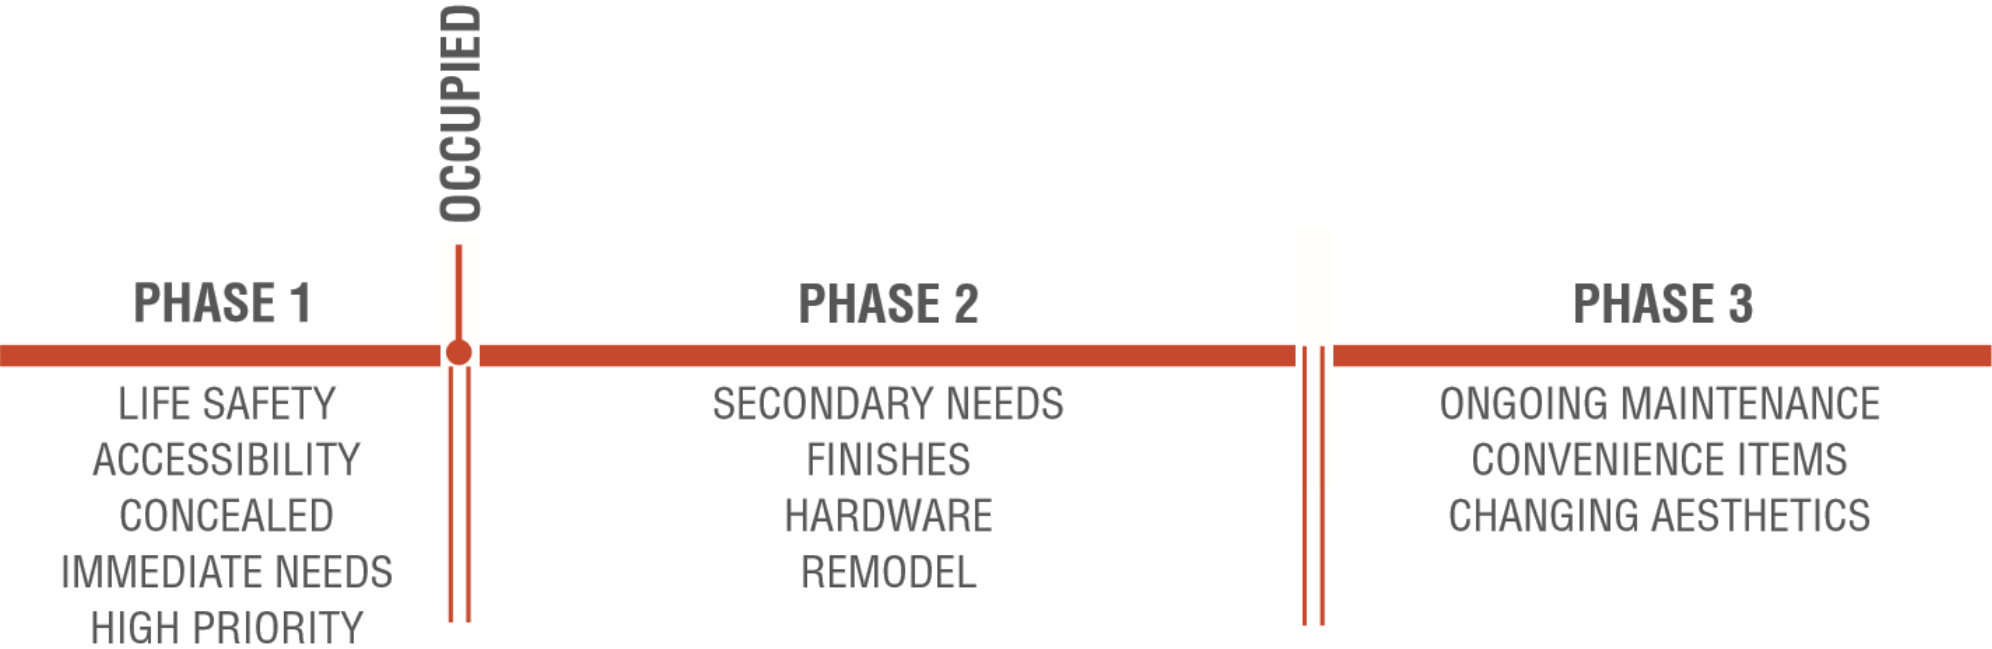 OCCUPIED
PHASE 1
LIFE SAFETY
ACCESSIBILITY
CONCEALED
IMMEDIATE NEEDS
HIGH PRIORITY
PHASE 2
SECONDARY NEEDS
FINISHES
HARDWARE
REMODEL
PHASE 3
ONGOING MAINTENANCE
CONVENIENCE ITEMS
CHANGING AESTHETICS